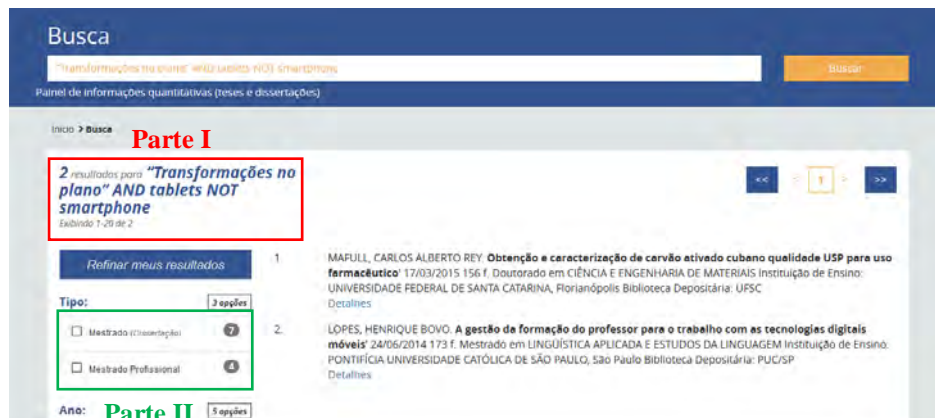 Busca
"Transformações no plano" AND tablets NOT smartphone
Buscar
Painel de informações quantitativas (teses e dissertações)
Início > Busca
Parte I
2 resultados para "Transformações no
plano" AND tablets NOT
smartphone
Exibindo 1-20 de 2
<< < 1 > >>
Refinar meus resultados
Tipo:
3 opções
Mestrado (Dissertação) 7
Mestrado Profissional 4
Ano:
Parte II
5 opções
1 MAFULL, CARLOS ALBERTO REY. Obtenção e caracterização de carvão ativado cubano qualidade USP para uso
farmacêutico' 17/03/2015 156 f. Doutorado em CIÊNCIA E ENGENHARIA DE MATERIAIS Instituição de Ensino:
UNIVERSIDADE FEDERAL DE SANTA CATARINA, Florianópolis Biblioteca Depositária: UFSC
Detalhes
2. LOPES, HENRIQUE BOVO. A gestão da formação do professor para o trabalho com as tecnologias digitais
móveis' 24/06/2014 173 f. Mestrado em LINGÜÍSTICA APLICADA E ESTUDOS DA LINGUAGEM Instituição de Ensino:
PONTIFÍCIA UNIVERSIDADE CATÓLICA DE SÃO PAULO, São Paulo Biblioteca Depositária: PUC/SP
Detalhes